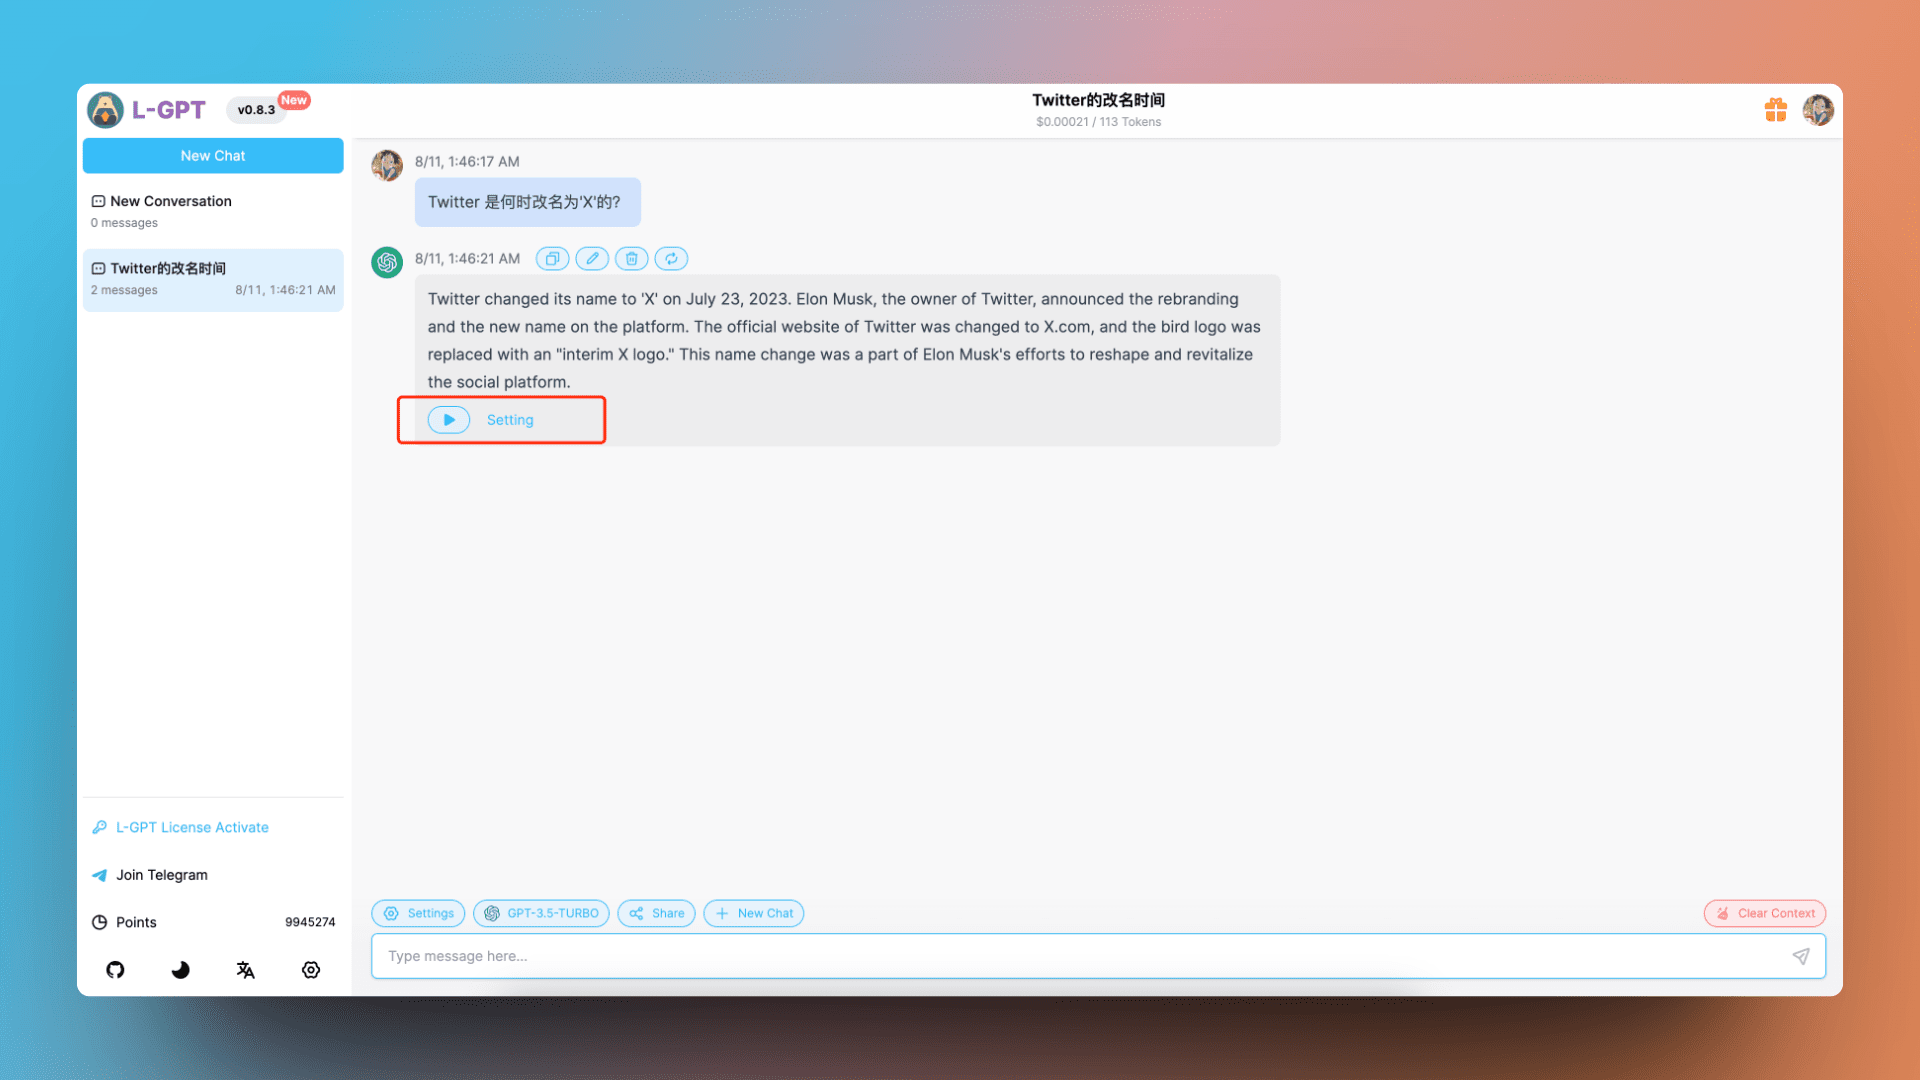 L-GPT
v0.8.3
New
New Chat
New Conversation
0 messages
Twitter的改名时间
2 messages
8/11, 1:46:21 AM
L-GPT License Activate
Join Telegram
Points
9945274
Twitter的改名时间
$0.00021 / 113 Tokens
8/11, 1:46:17 AM
Twitter 是何时改名为'X'的?
8/11, 1:46:21 AM
Twitter changed its name to 'X' on July 23, 2023. Elon Musk, the owner of Twitter, announced the rebranding
and the new name on the platform. The official website of Twitter was changed to X.com, and the bird logo was
replaced with an "interim X logo." This name change was a part of Elon Musk's efforts to reshape and revitalize
the social platform.
Setting
Settings
GPT-3.5-TURBO
Share
New Chat
Clear Context
Type message here...